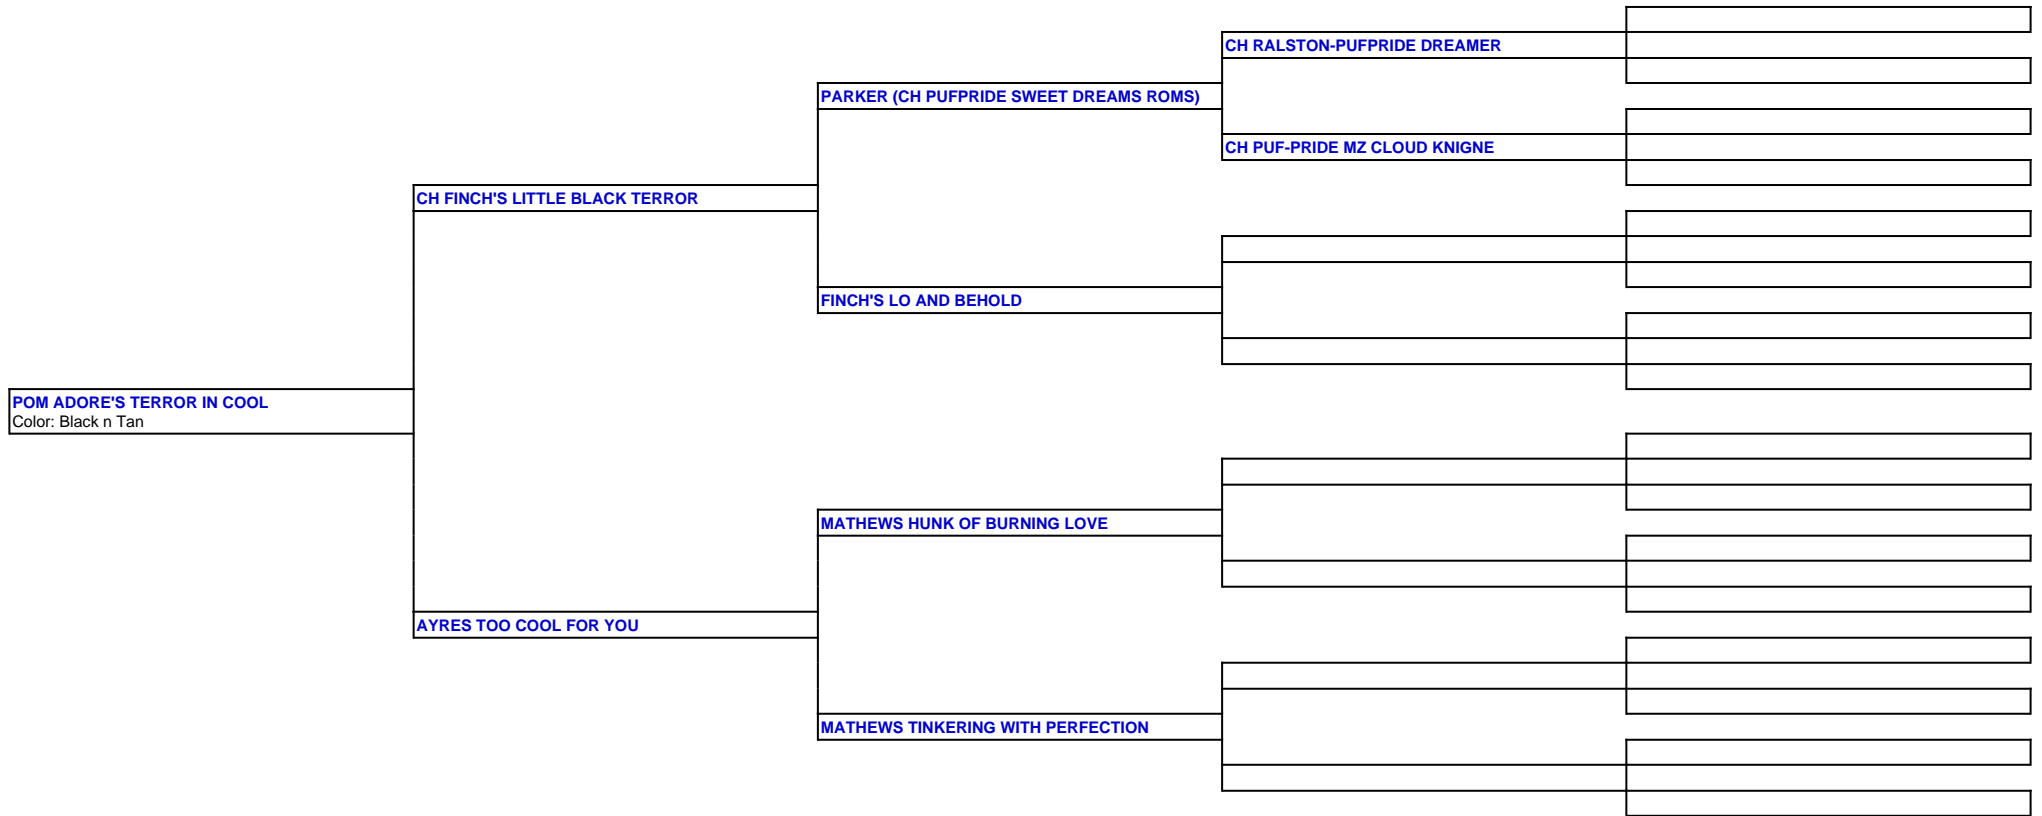 CH RALSTON-PUFPRIDE DREAMER
PARKER (CH PUFPRIDE SWEET DREAMS ROMS)
CH PUF-PRIDE MZ CLOUD KNIGNE
CH FINCH'S LITTLE BLACK TERROR
FINCH'S LO AND BEHOLD
POM ADORE'S TERROR IN COOL
Color: Black n Tan
MATHEWS HUNK OF BURNING LOVE
AYRES TOO COOL FOR YOU
MATHEWS TINKERING WITH PERFECTION